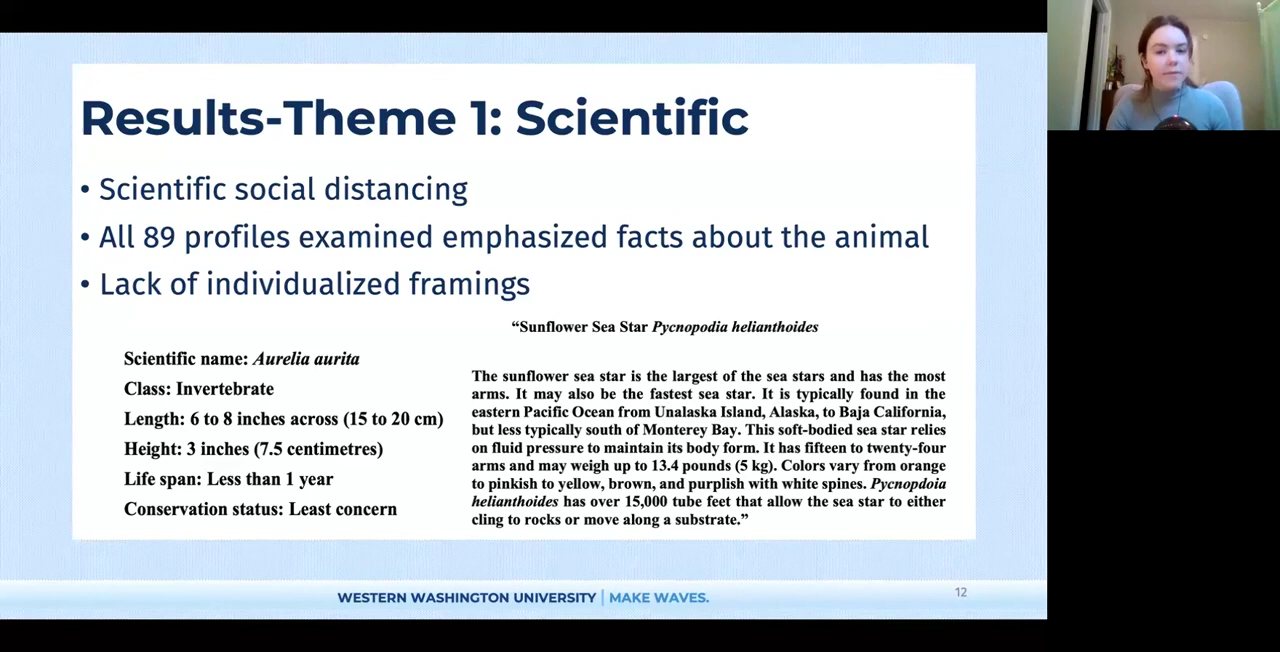 Results-Theme 1: Scientific
• Scientific social distancing
• All 89 profiles examined emphasized facts about the animal
• Lack of individualized framings
Scientific name: Aurelia aurita
Class: Invertebrate
Length: 6 to 8 inches across (15 to 20 cm)
Height: 3 inches (7.5 centimetres)
Life span: Less than 1 year
Conservation status: Least concern
“Sunflower Sea Star Pycnopodia helianthoides
The sunflower sea star is the largest of the sea stars and has the most
arms. It may also be the fastest sea star. It is typically found in the
eastern Pacific Ocean from Unalaska Island, Alaska, to Baja California,
but less typically south of Monterey Bay. This soft-bodied sea star relies
on fluid pressure to maintain its body form. It has fifteen to twenty-four
arms and may weigh up to 13.4 pounds (5 kg). Colors vary from orange
to pinkish to yellow, brown, and purplish with white spines. Pycnopdoia
helianthoides has over 15,000 tube feet that allow the sea star to either
cling to rocks or move along a substrate.”
WESTERN WASHINGTON UNIVERSITY | MAKE WAVES.
12